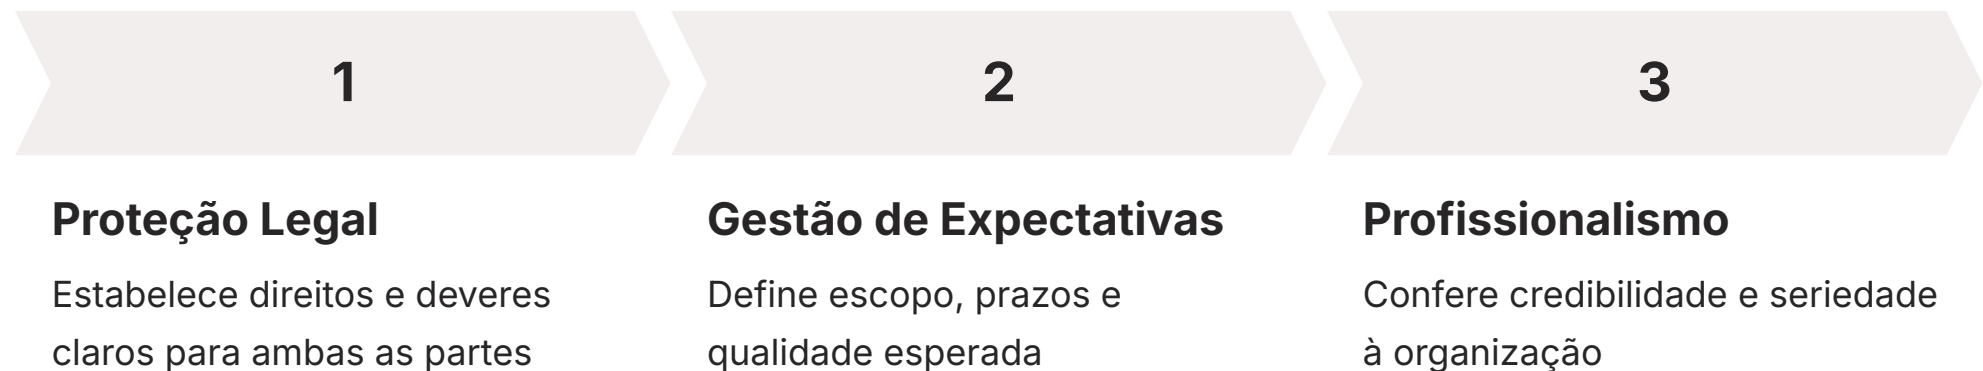 1
2
3
Proteção Legal
Estabelece direitos e deveres
claros para ambas as partes
Gestão de Expectativas
Define escopo, prazos e
qualidade esperada
Profissionalismo
Confere credibilidade e seriedade
à organização